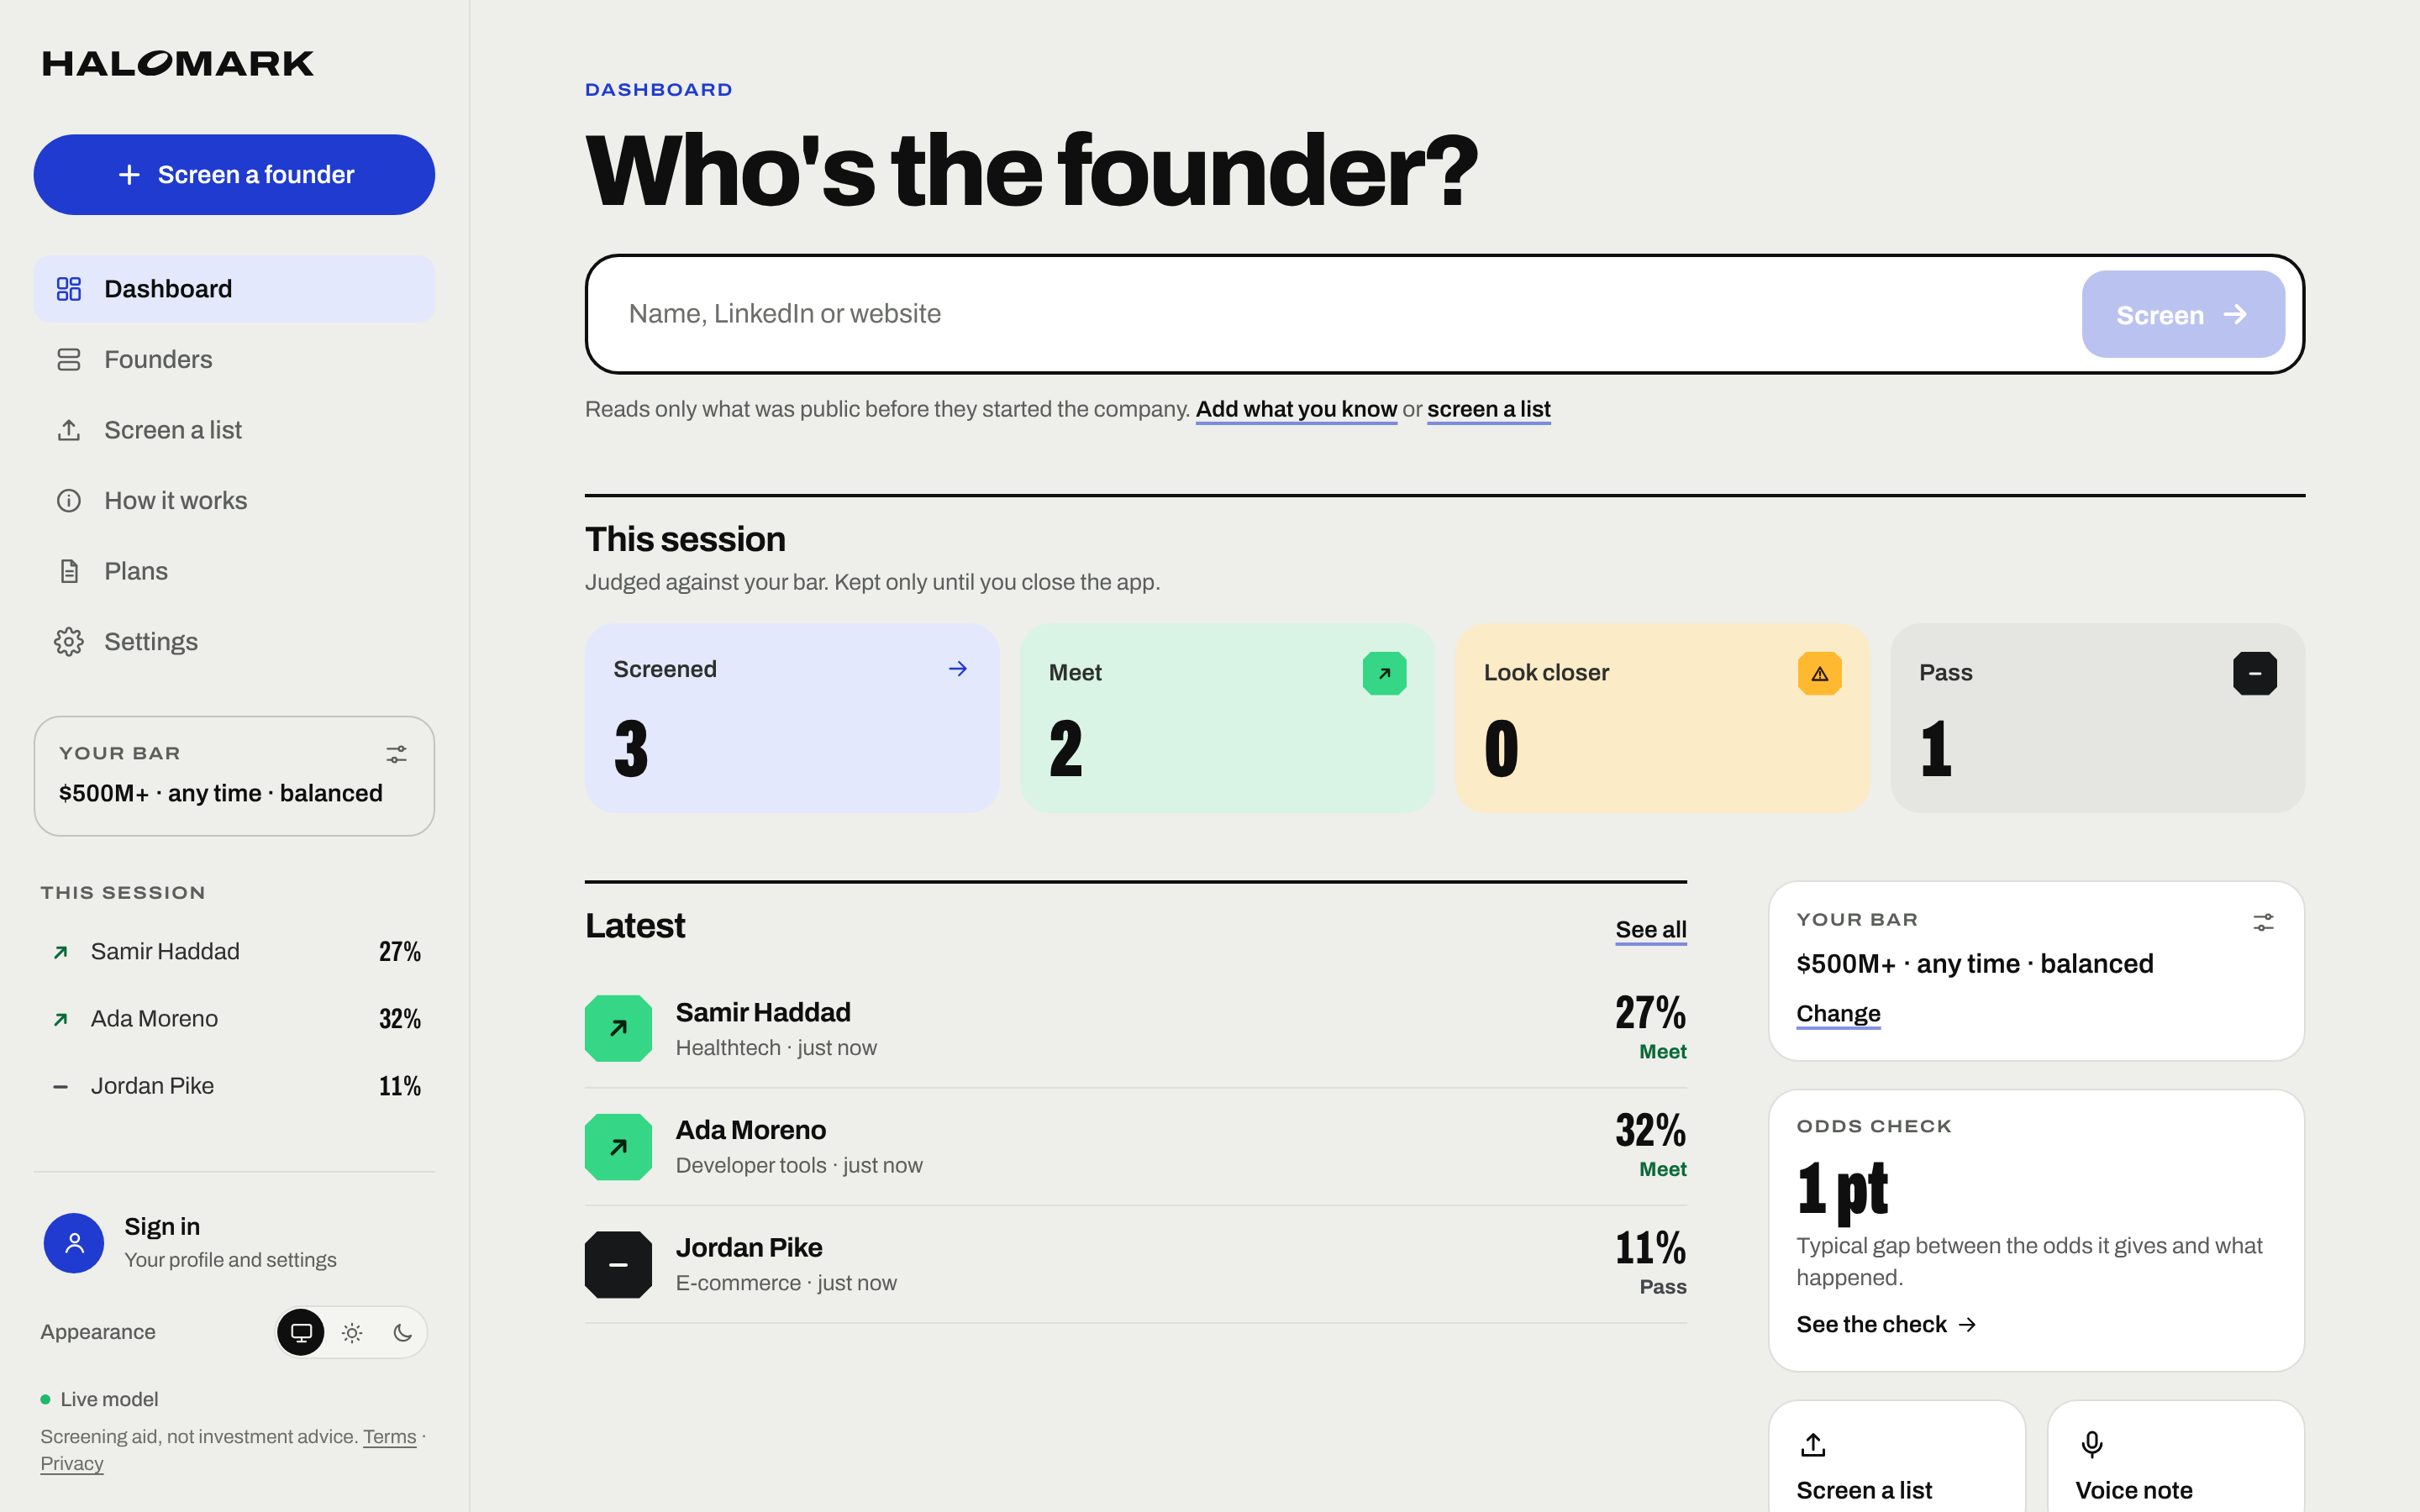 HALOMARK
Screen a founder
Dashboard
Founders
Screen a list
How it works
Plans
Settings
YOUR BAR
$500M+ · any time · balanced
THIS SESSION
Samir Haddad 27%
Ada Moreno 32%
Jordan Pike 11%
Sign in
Your profile and settings
Appearance
Live model
Screening aid, not investment advice. Terms ·
Privacy
DASHBOARD
Who's the founder?
Name, LinkedIn or website
Screen
Reads only what was public before they started the company. Add what you know or screen a list
This session
Judged against your bar. Kept only until you close the app.
Screened
3
Meet
2
Look closer
0
Pass
1
Latest
See all
Samir Haddad
Healthtech · just now
27%
Meet
Ada Moreno
Developer tools · just now
32%
Meet
Jordan Pike
E-commerce · just now
11%
Pass
YOUR BAR
$500M+ · any time · balanced
Change
ODDS CHECK
1 pt
Typical gap between the odds it gives and what
happened.
See the check
Screen a list
Voice note